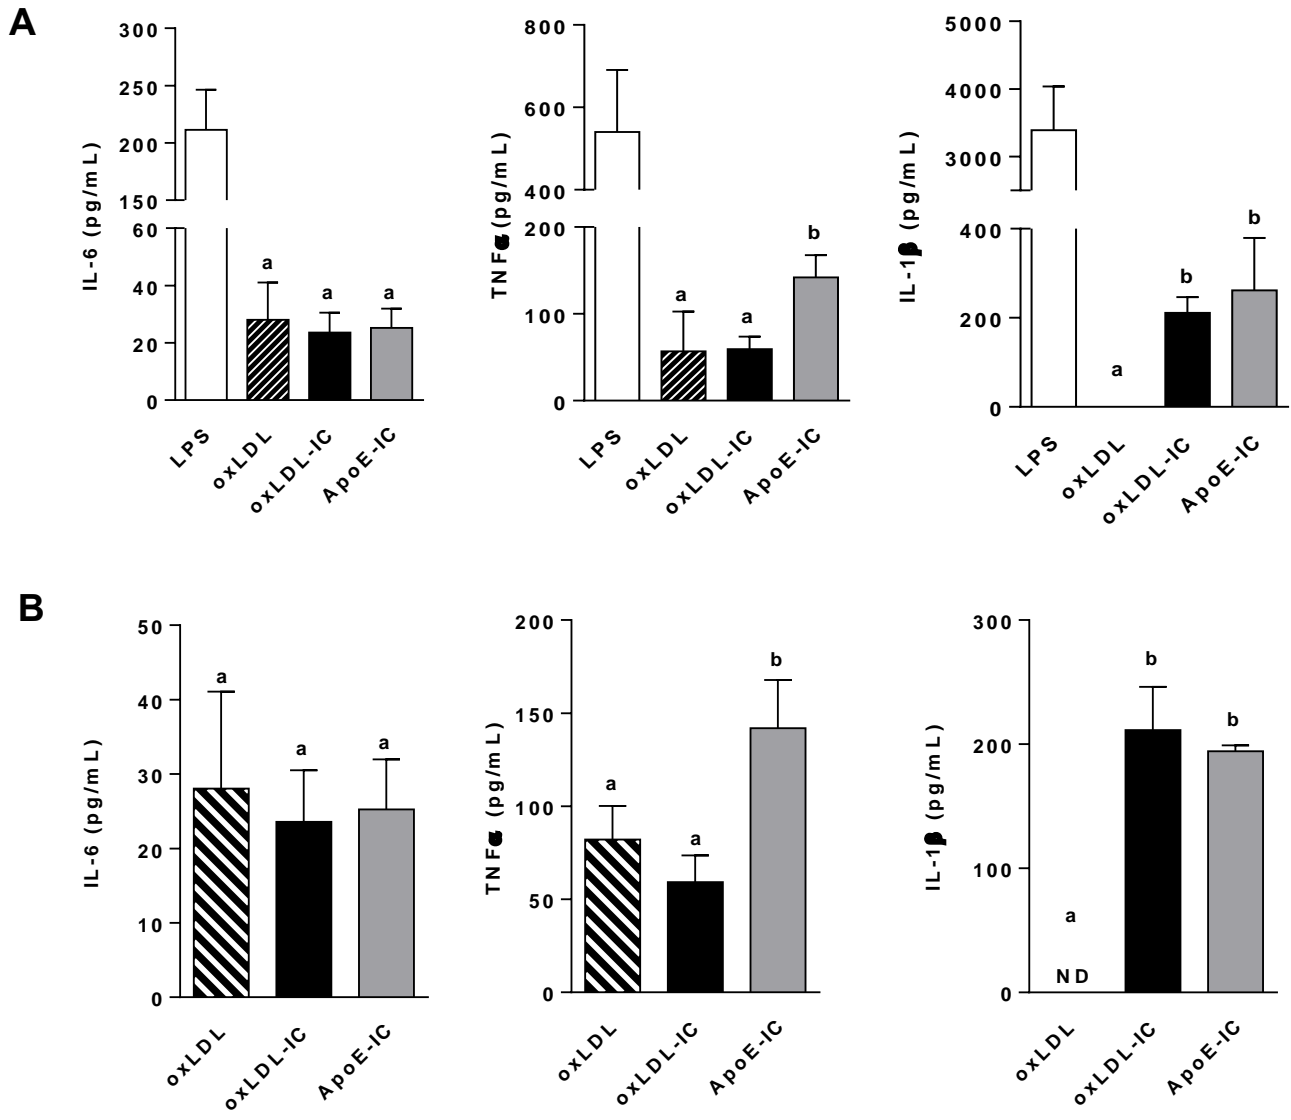 A
300
250
200
150
60
40
20
0
IL-6 (pg/mL)
a
a
a
LPS
oxLDL
oxLDL-IC
ApoE-IC
800
600
400
200
100
0
TNFα (pg/mL)
a
a
b
LPS
oxLDL
oxLDL-IC
ApoE-IC
5000
4000
3000
400
200
0
IL-1β (pg/mL)
a
b
b
LPS
oxLDL
oxLDL-IC
ApoE-IC
B
50
40
30
20
10
0
IL-6 (pg/mL)
a
a
a
oxLDL
oxLDL-IC
ApoE-IC
200
150
100
50
0
TNFα (pg/mL)
a
a
b
oxLDL
oxLDL-IC
ApoE-IC
300
200
100
0
IL-1β (pg/mL)
a
ND
b
b
oxLDL
oxLDL-IC
ApoE-IC